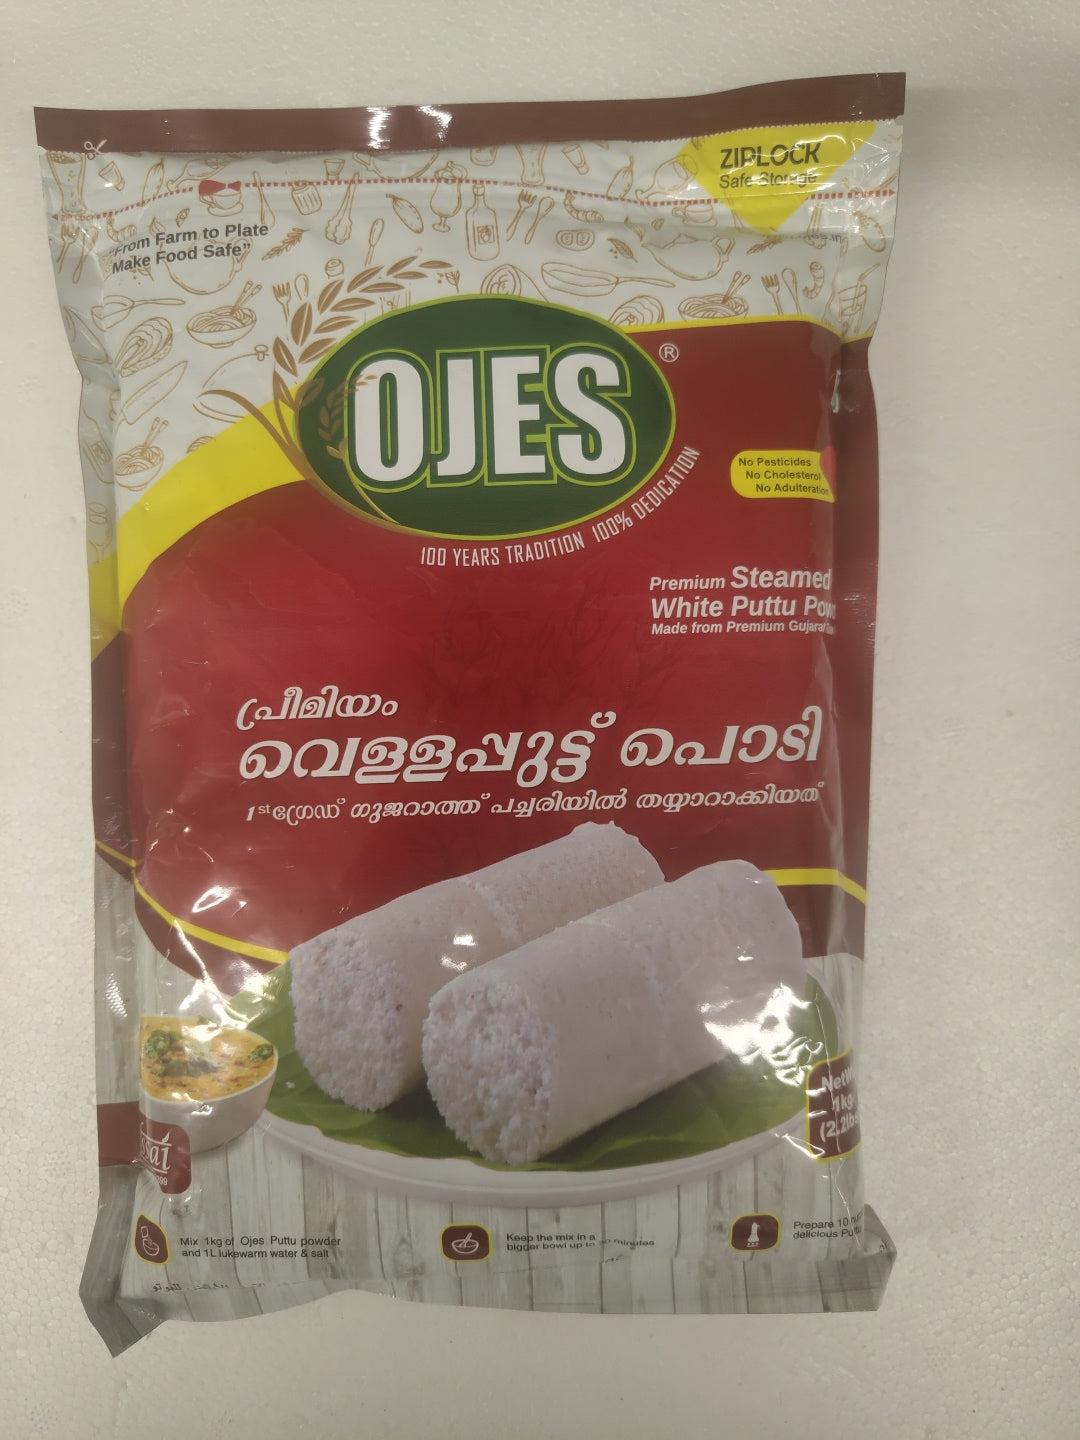 ZIPLOCK
Safe Storage
"From Farm to Plate
Make Food Safe"
OJES
®
100 YEARS TRADITION 100% DEDICATION
No Pesticides
No Cholesterol
No Adulteration
Premium Steamed
White Puttu
Made from Premium
പ്രീമിയം
വെള്ളപ്പുട്ട് പൊടി
1st ഗ്രേഡ് ഗുജറാത്ത് പച്ചരിയിൽ തയ്യാറാക്കിയത്
1kg
Mix 1kg of Ojes Puttu powder
and 1L lukewarm water & salt
Keep the mix in a
bigger bowl up to minutes
Prepare 10
delicious